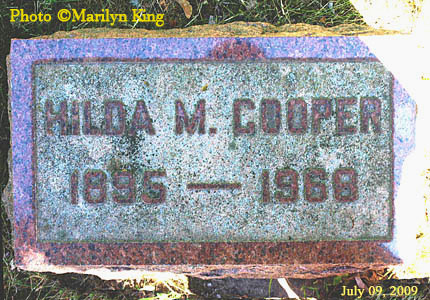 Photo ©Marilyn King
HILDA M. COOPER
1895 — 1968
July 09, 2009